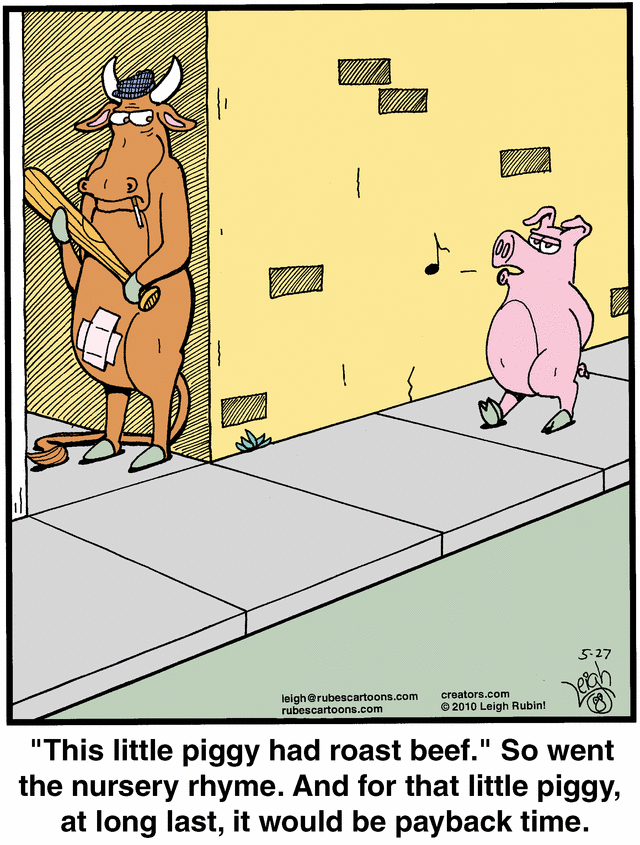 5-27
Leigh
leigh@rubescartoons.com creators.com
rubescartoons.com © 2010 Leigh Rubin!
"This little piggy had roast beef." So went
the nursery rhyme. And for that little piggy,
at long last, it would be payback time.